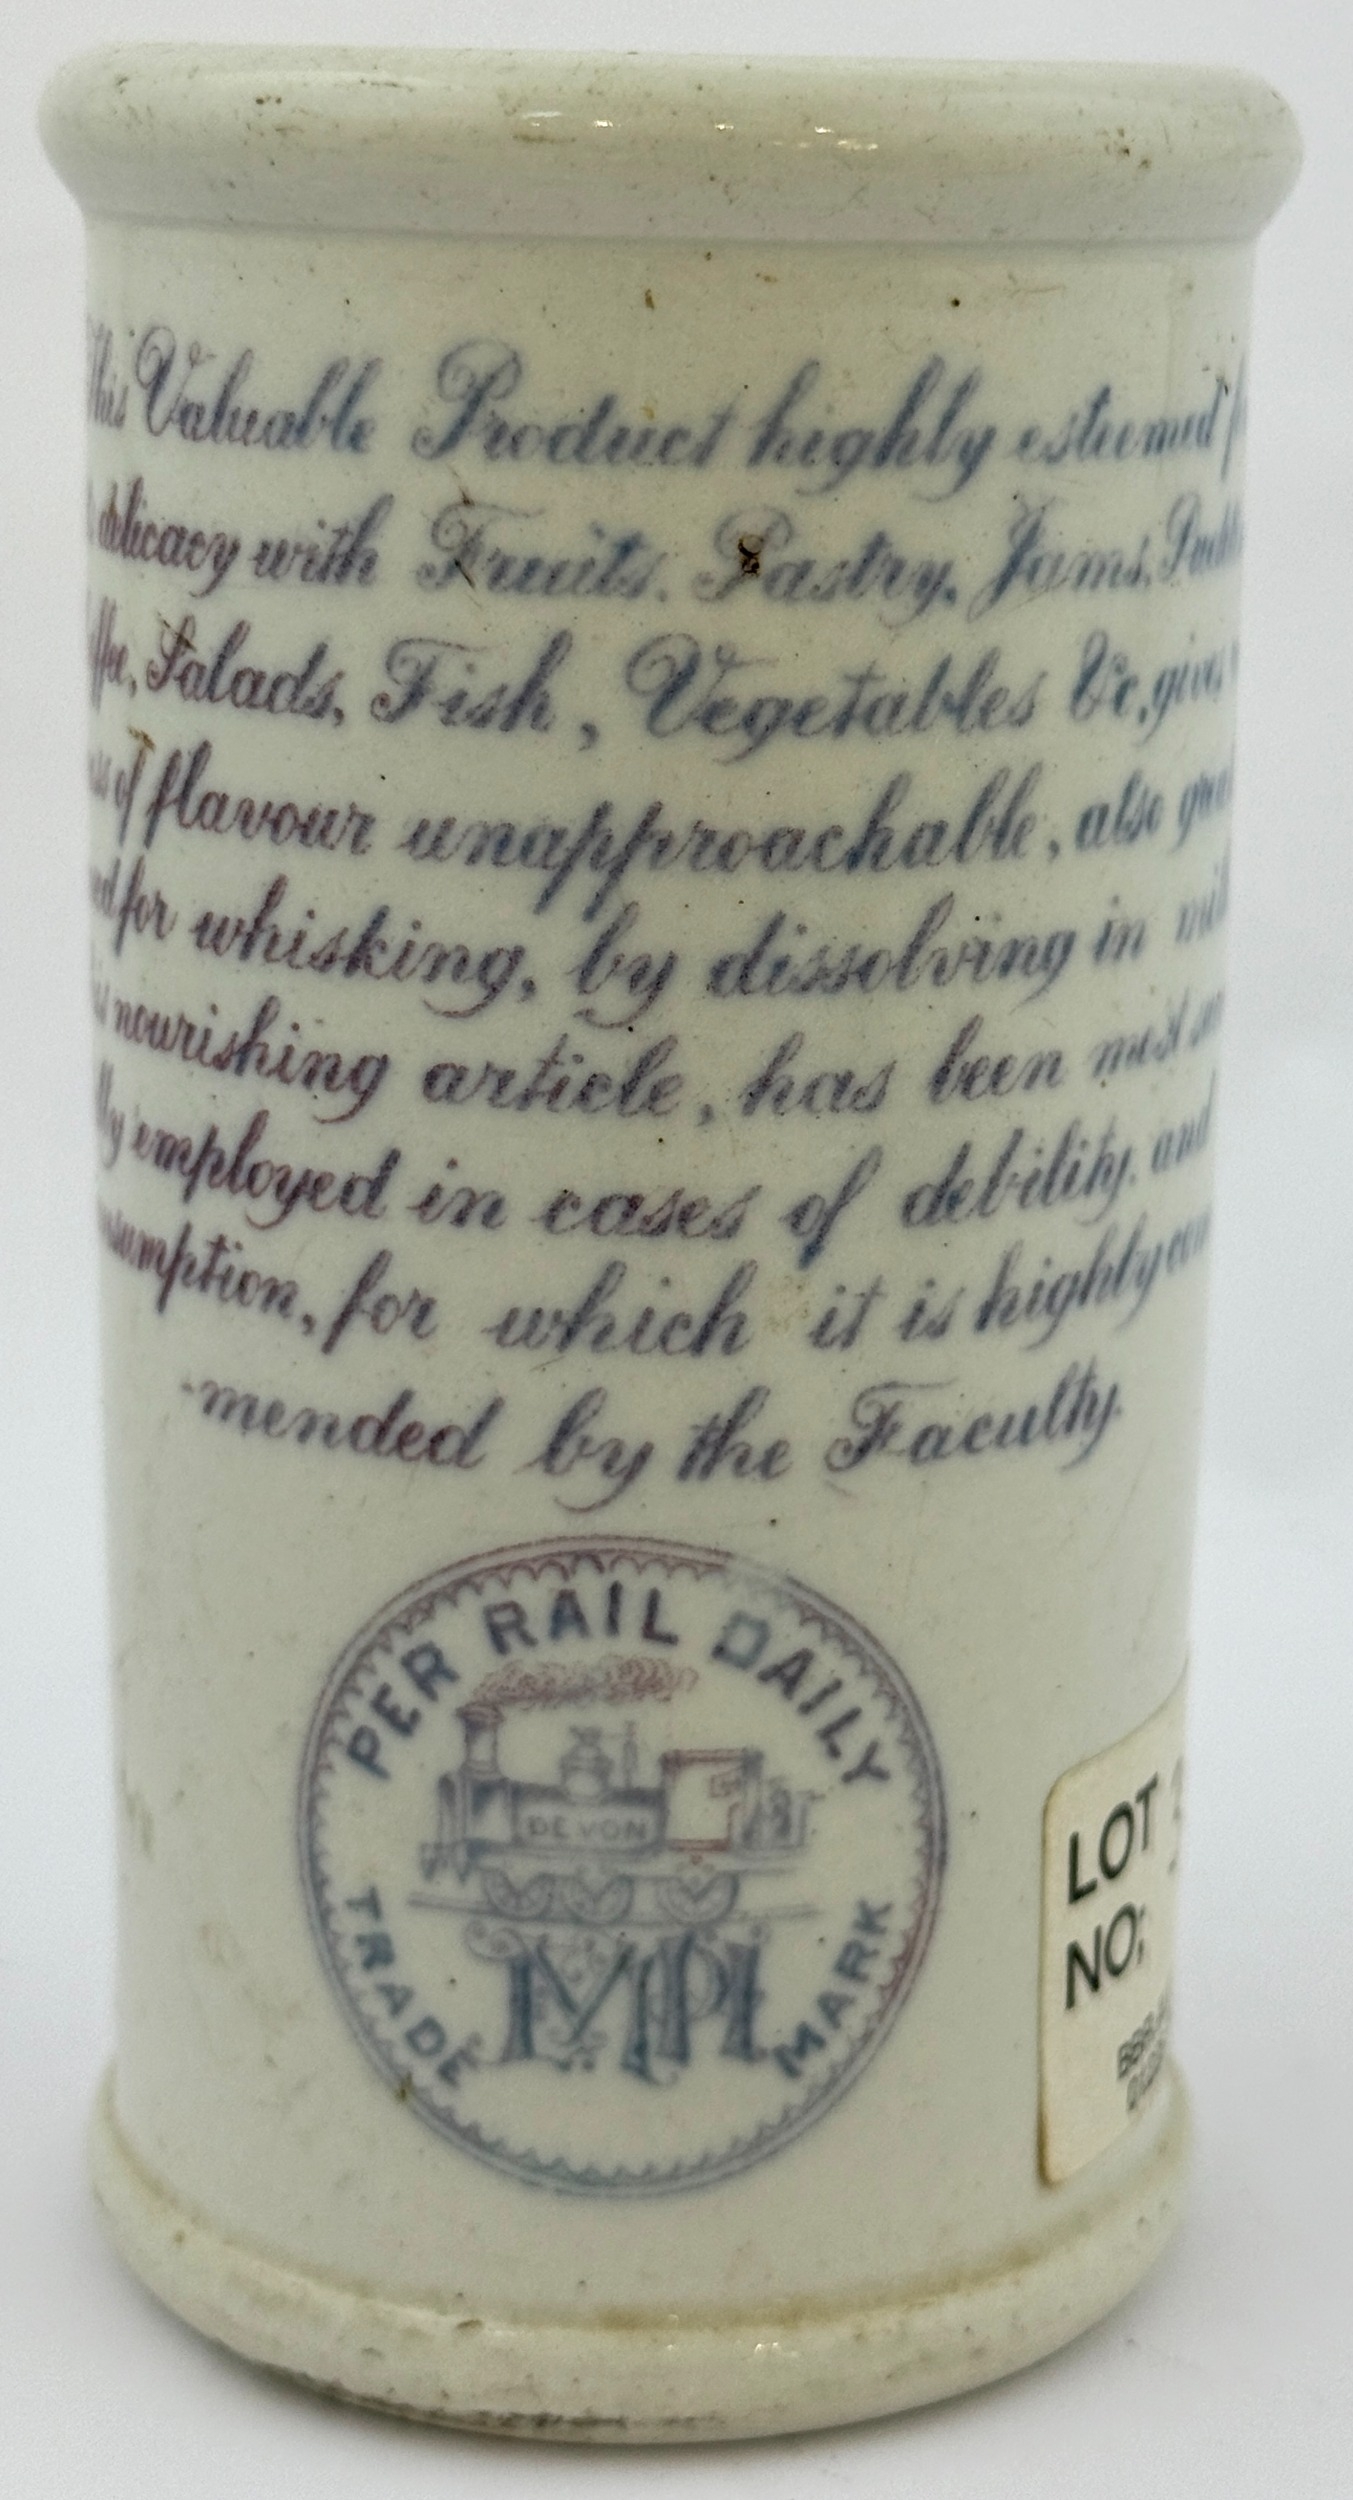 This Valuable Product highly esteemed
delicacy with Fruits. Pastry. Jams.
Salads, Fish, Vegetables &c, gives
of flavour unapproachable, also
for whisking, by dissolving in
nourishing article, has been most
employed in cases of debility. and
for which it is highly
-mended by the Faculty.
PER RAIL DAILY
DEVON
TRADE MARK
LOT
NO;